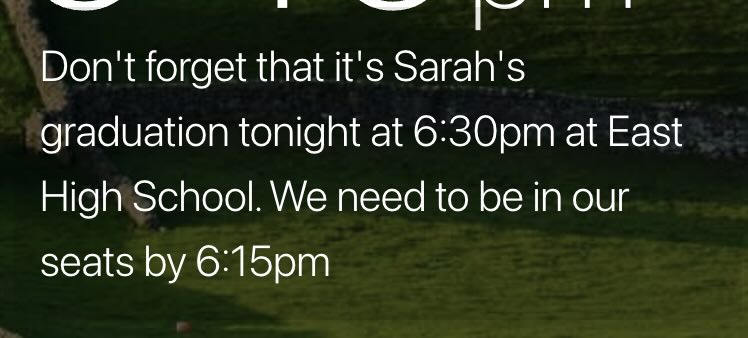 pm
Don't forget that it's Sarah's
graduation tonight at 6:30pm at East
High School. We need to be in our
seats by 6:15pm